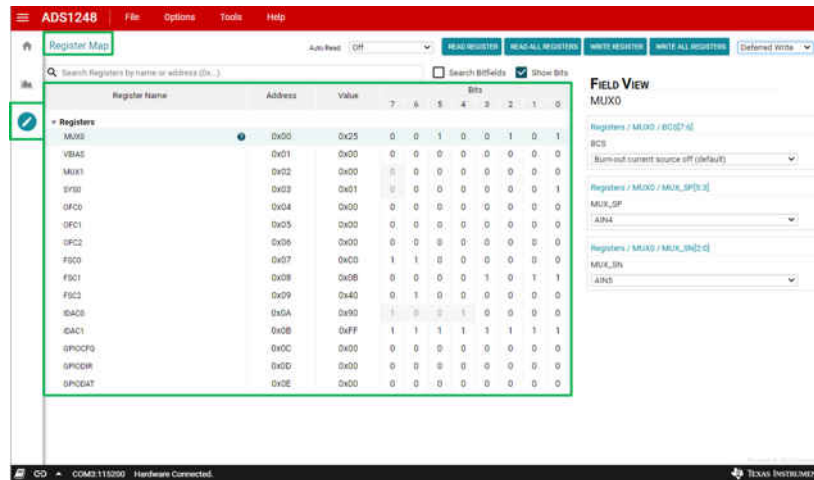 ADS1248 File Options Tools Help
Register Map Auto Read Off READ REGISTER READ ALL REGISTERS WRITE REGISTER WRITE ALL REGISTERS Deferred Write
Search Registers by name or address (0x...) Search Bitfields Show Bits
Register Name Address Value Bits
7 6 5 4 3 2 1 0
Registers
MUX0 0x00 0x25 0 0 1 0 0 1 0 1
VBIAS 0x01 0x00 0 0 0 0 0 0 0 0
MUX1 0x02 0x00 0 0 0 0 0 0 0 0
SYS0 0x03 0x01 0 0 0 0 0 0 0 1
OFC0 0x04 0x00 0 0 0 0 0 0 0 0
OFC1 0x05 0x00 0 0 0 0 0 0 0 0
OFC2 0x06 0x00 0 0 0 0 0 0 0 0
FSC0 0x07 0xC0 1 1 0 0 0 0 0 0
FSC1 0x08 0x0B 0 0 0 0 1 0 1 1
FSC2 0x09 0x40 0 1 0 0 0 0 0 0
IDAC0 0x0A 0x90 1 0 0 1 0 0 0 0
IDAC1 0x0B 0xFF 1 1 1 1 1 1 1 1
GPIOCFG 0x0C 0x00 0 0 0 0 0 0 0 0
GPIODIR 0x0D 0x00 0 0 0 0 0 0 0 0
GPIODAT 0x0E 0x00 0 0 0 0 0 0 0 0
FIELD VIEW
MUX0
Registers / MUX0 / BCS[7:6]
BCS
Burn-out current source off (default)
Registers / MUX0 / MUX_SP[5:3]
MUX_SP
AIN4
Registers / MUX0 / MUX_SN[2:0]
MUX_SN
AIN5
COM3:115200 Hardware Connected.
TEXAS INSTRUMEN